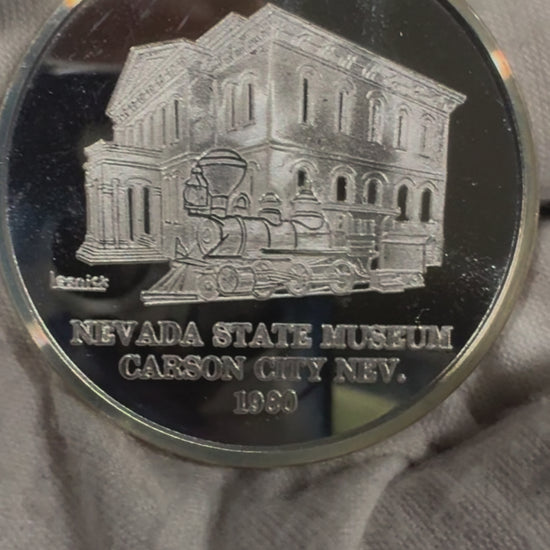 lesnick
NEVADA STATE MUSEUM
CARSON CITY NEV.
1980